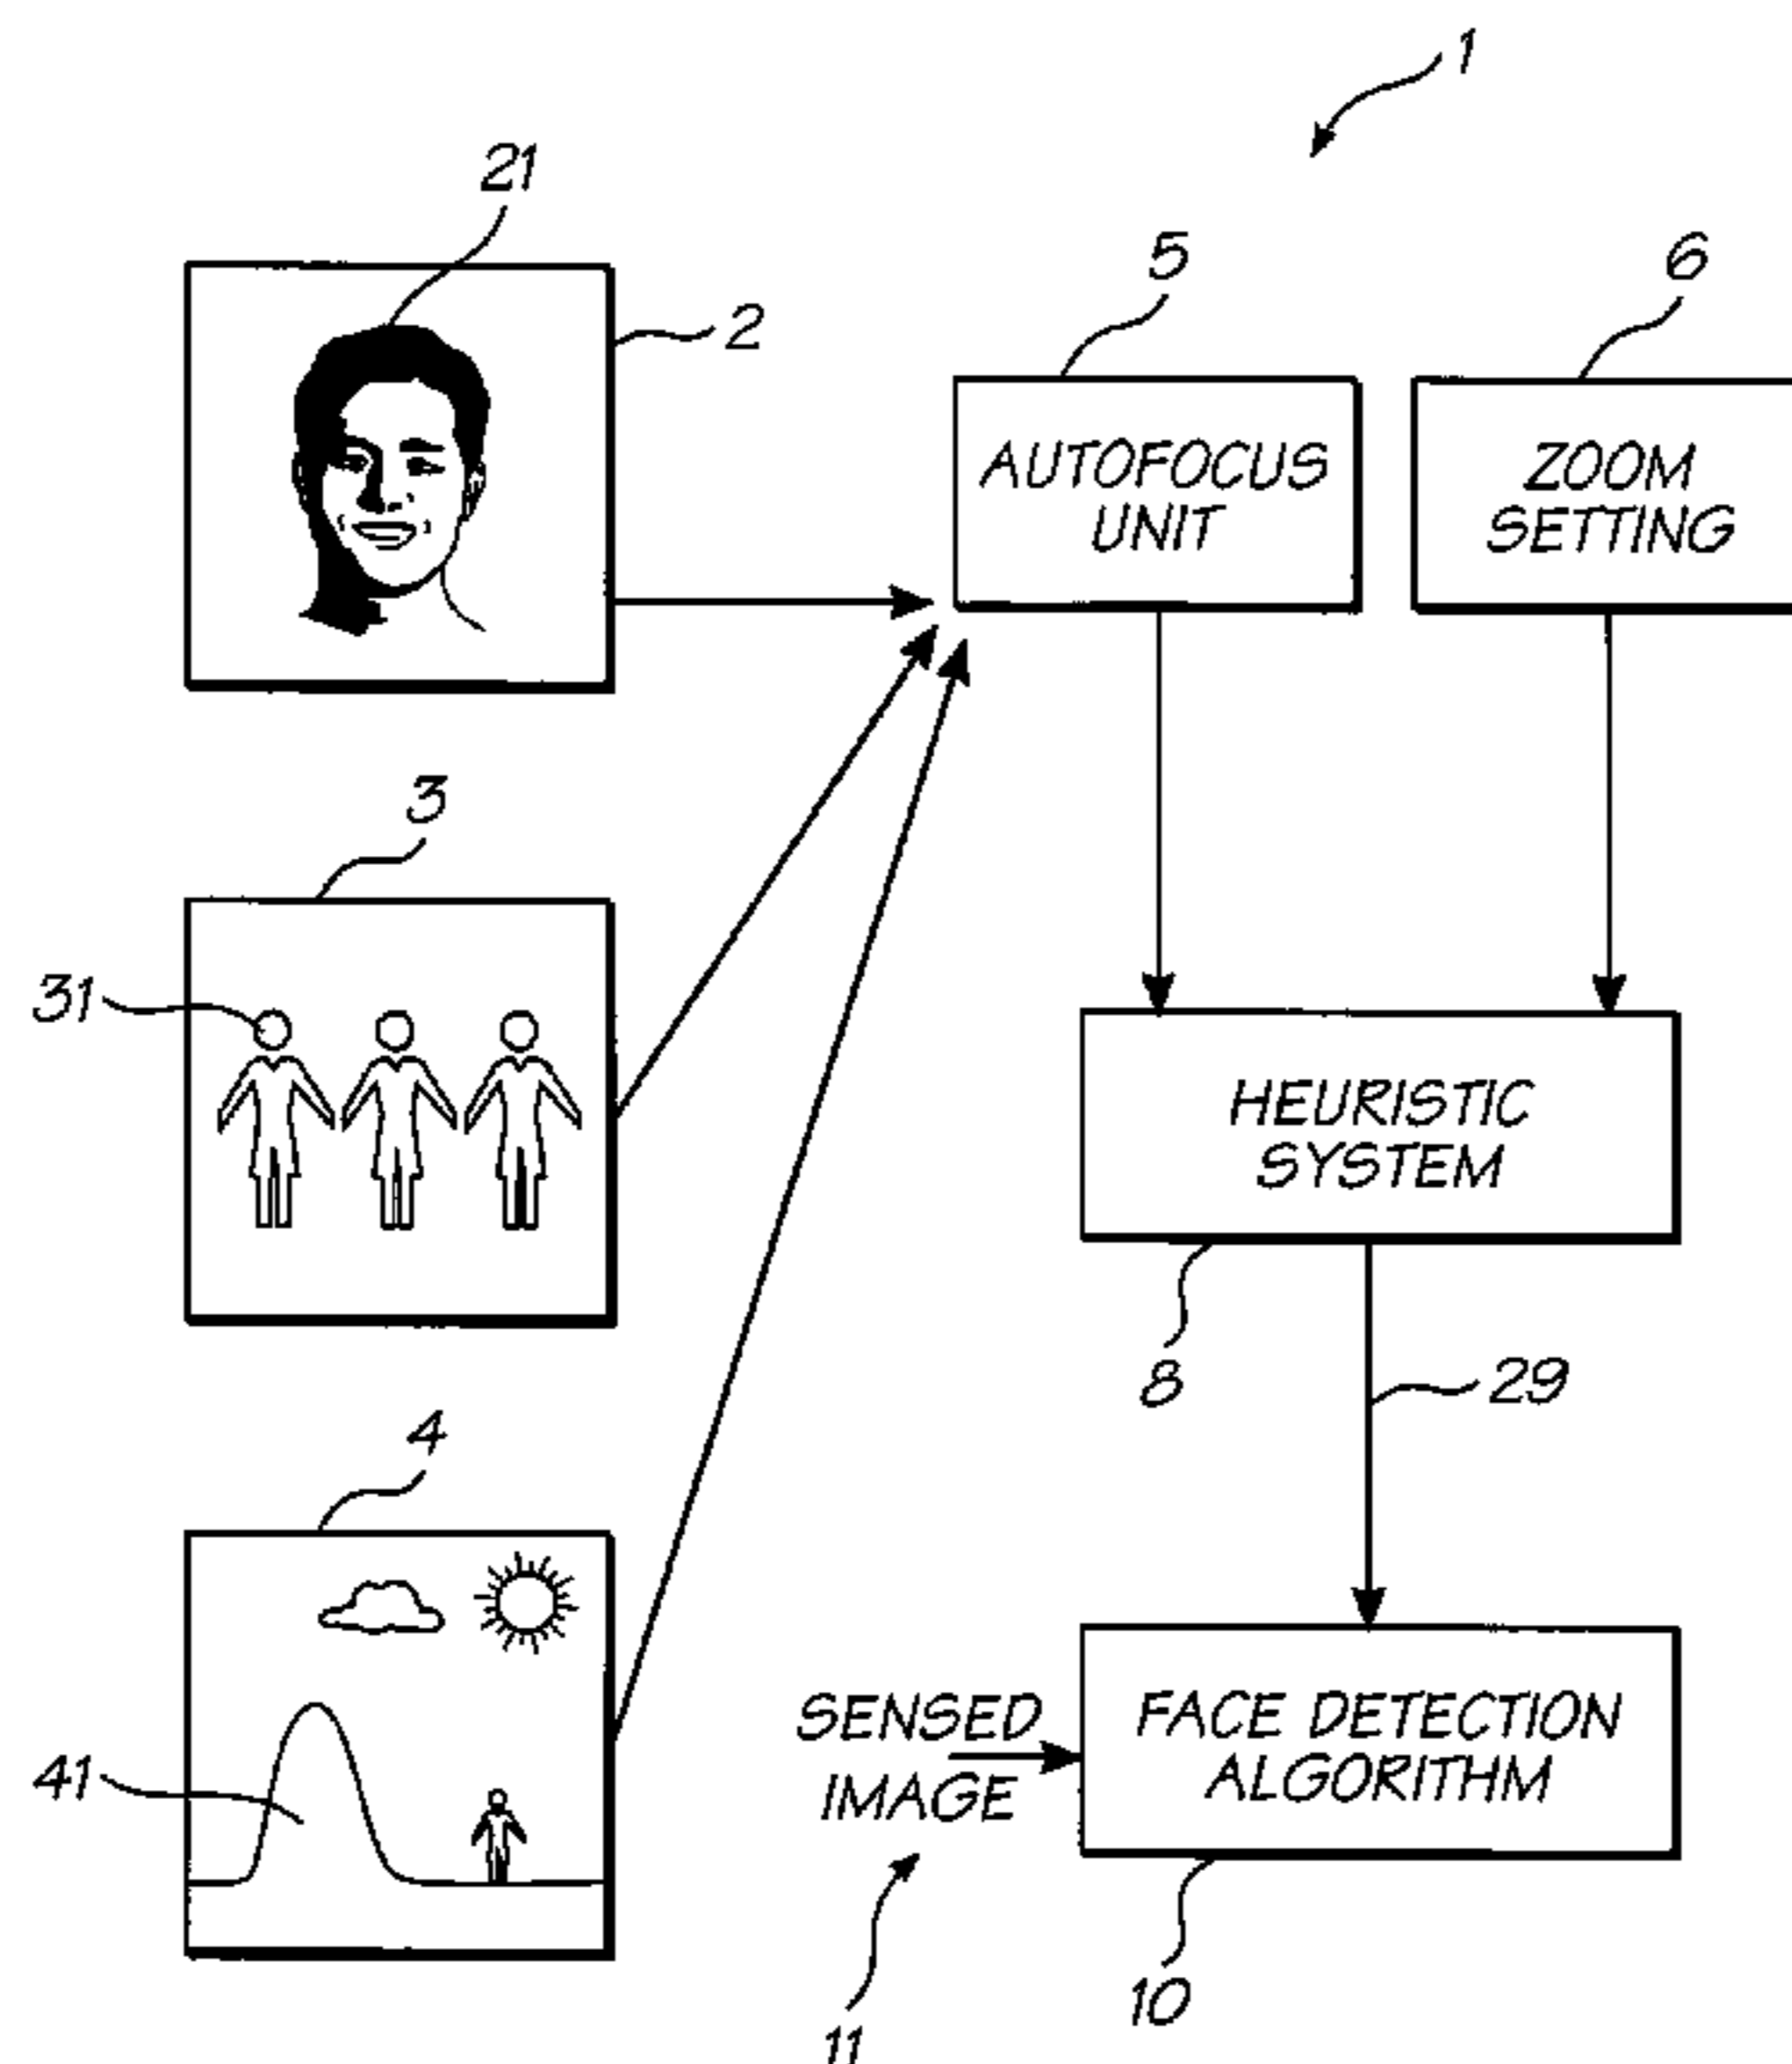 1
21
2
5
6
AUTOFOCUS
UNIT
ZOOM
SETTING
3
31
HEURISTIC
SYSTEM
8
29
4
41
SENSED
IMAGE
FACE DETECTION
ALGORITHM
10
11